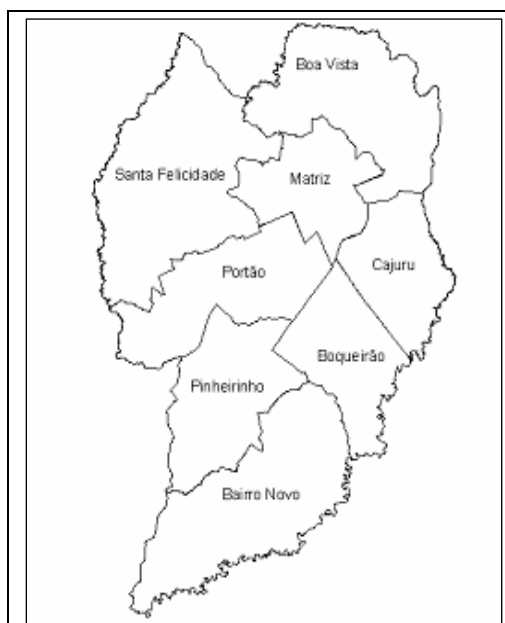 Boa Vista
Santa Felicidade
Matriz
Portão
Cajuru
Boqueirão
Pinheirinho
Bairro Novo